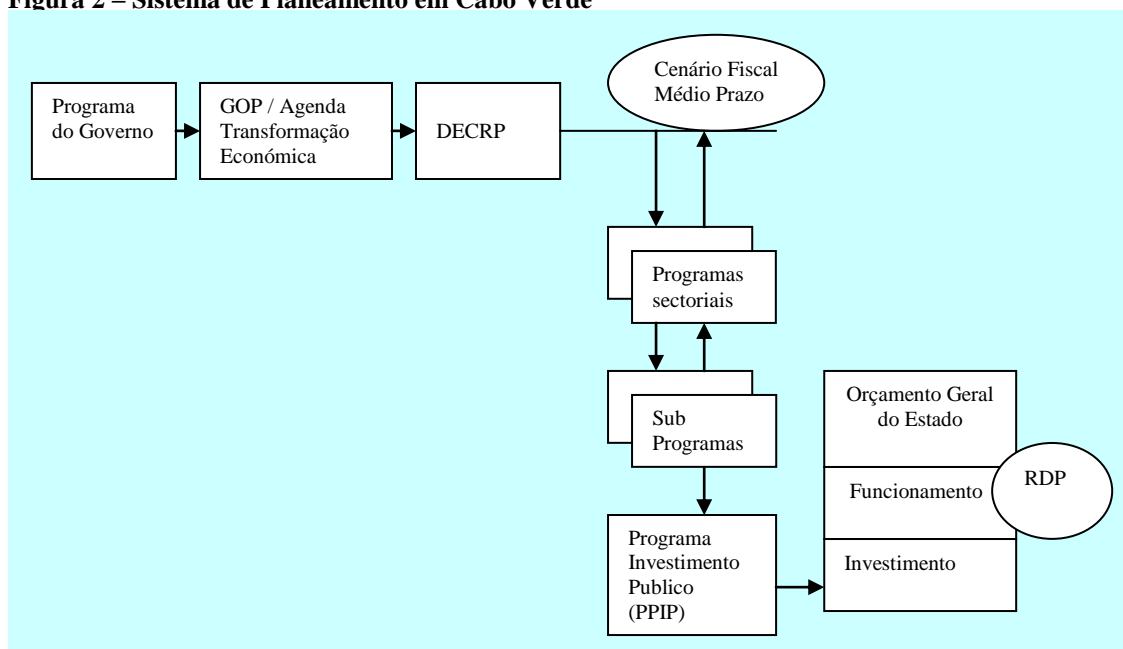 Figura 2 – Sistema de Planeamento em Cabo Verde
Cenário Fiscal
Médio Prazo
Programa
do Governo
GOP / Agenda
Transformação
Económica
DECRP
Programas
sectoriais
Sub
Programas
Orçamento Geral
do Estado
Funcionamento
RDP
Investimento
Programa
Investimento
Publico
(PPIP)